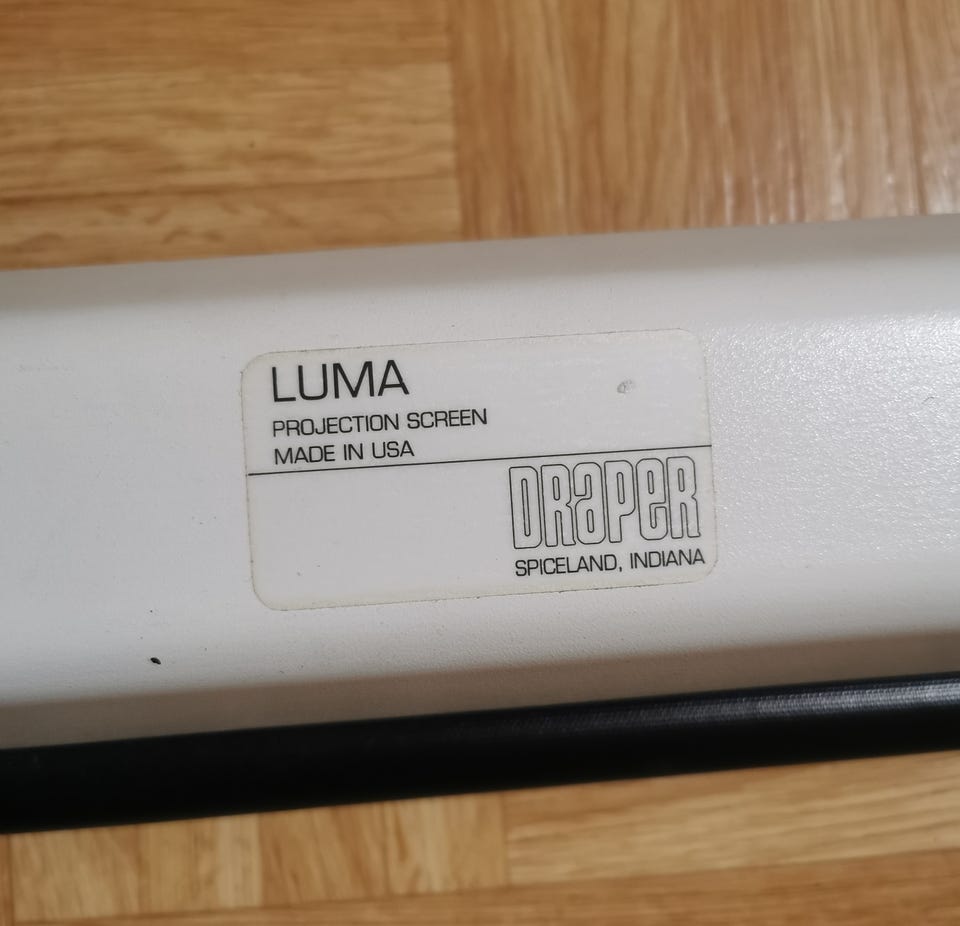 LUMA
PROJECTION SCREEN
MADE IN USA
DRAPER
SPICELAND, INDIANA